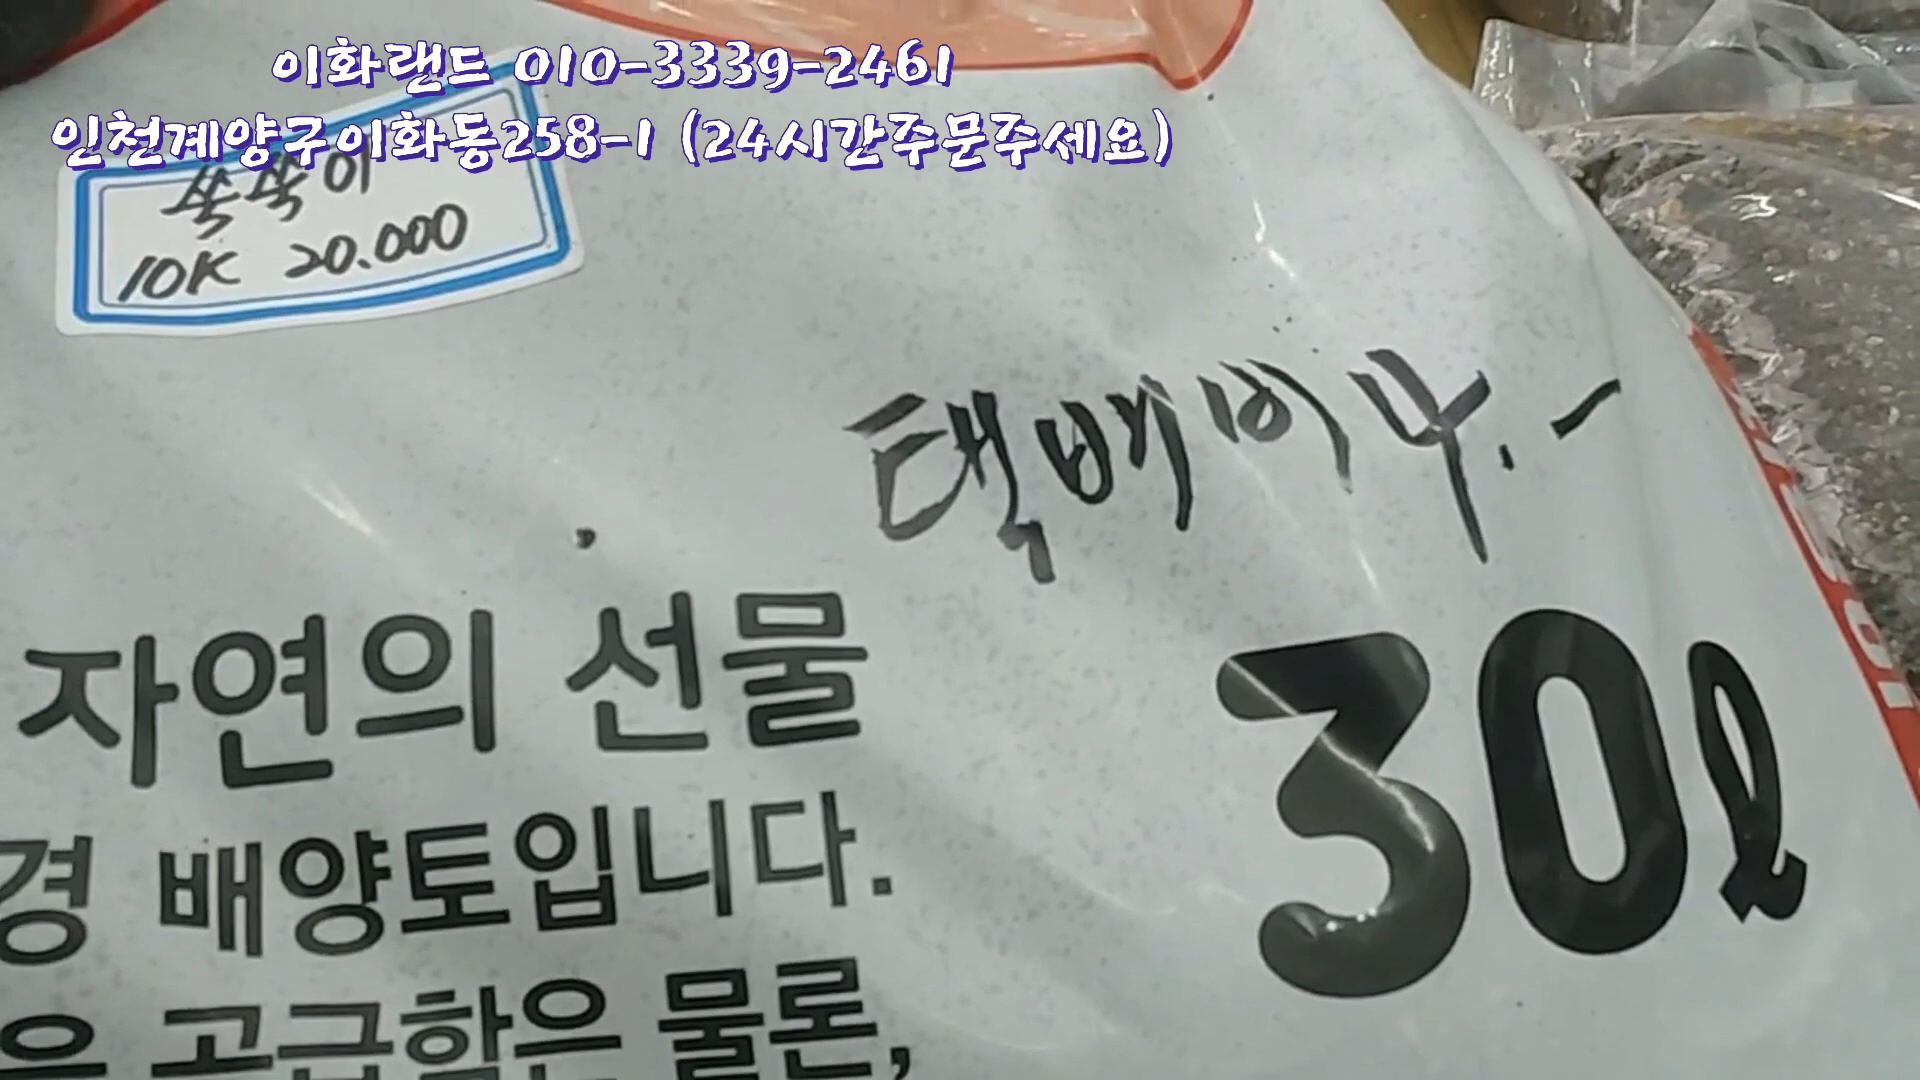 이화랜드 010-3339-2461
인천계양구이화동258-1 (24시간주문주세요)
쑥쑥이
10K 20.000
택배비
30ℓ
자연의 선물
경 배양토입니다.
은 고급함은 물론,